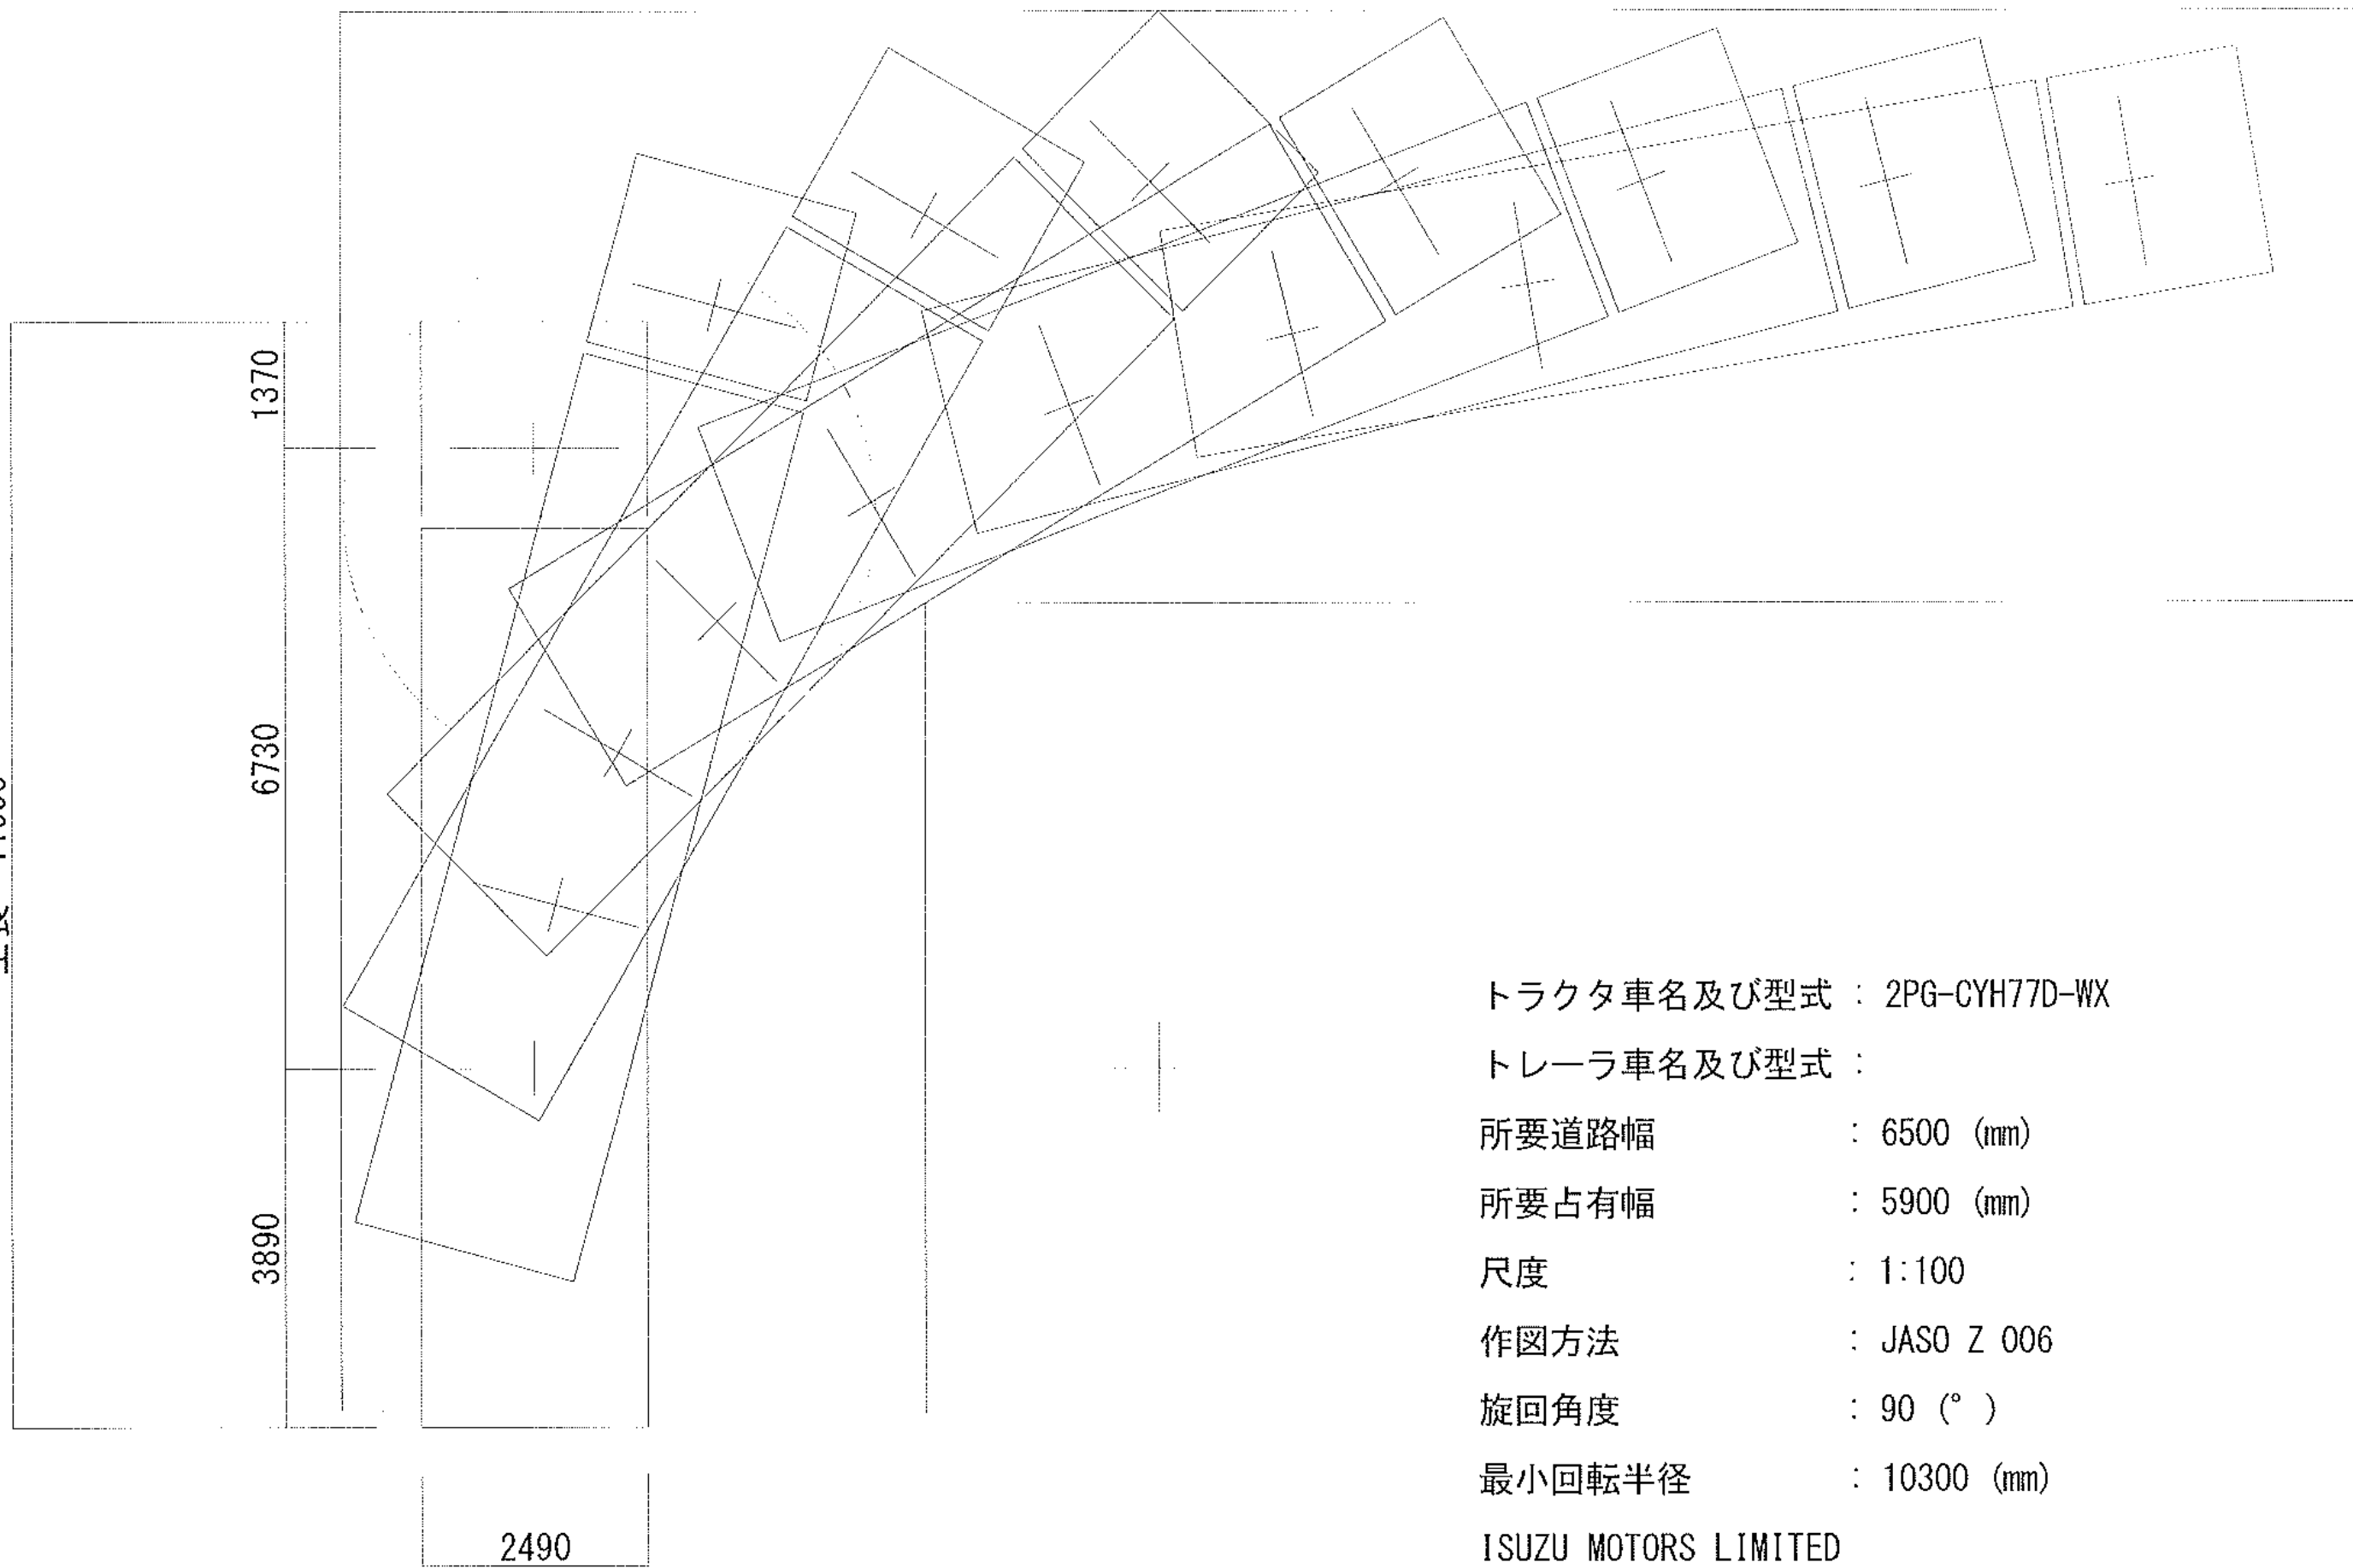 1370
6730
3890
2490
トラクタ車名及び型式 : 2PG-CYH77D-WX
トレーラ車名及び型式 :
所要道路幅 : 6500 (mm)
所要占有幅 : 5900 (mm)
尺度 : 1:100
作図方法 : JASO Z 006
旋回角度 : 90 (° )
最小回転半径 : 10300 (mm)
ISUZU MOTORS LIMITED